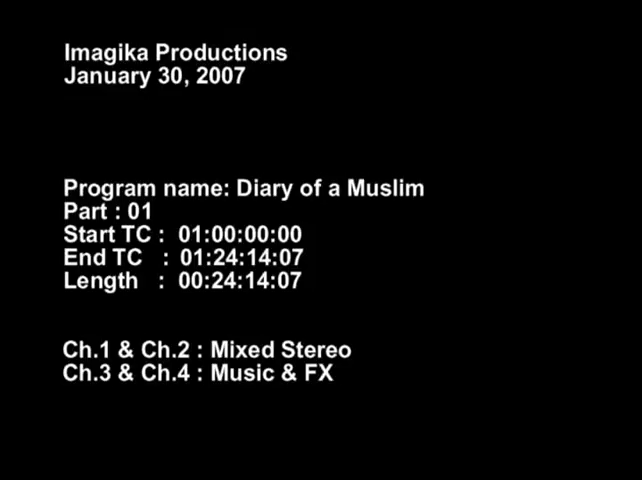 Imagika Productions
January 30, 2007
Program name: Diary of a Muslim
Part : 01
Start TC : 01:00:00:00
End TC : 01:24:14:07
Length : 00:24:14:07
Ch.1 & Ch.2 : Mixed Stereo
Ch.3 & Ch.4 : Music & FX